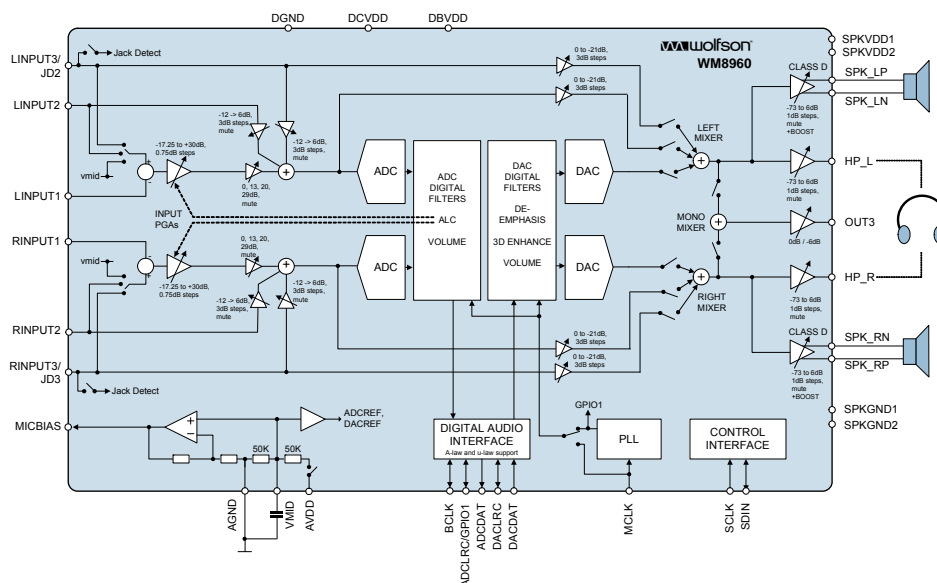 DGND
DCVDD
DBVDD
wolfson
WM8960
LINPUT3/
JD2
Jack Detect
LINPUT2
LINPUT1
RINPUT1
RINPUT2
RINPUT3/
JD3
Jack Detect
MICBIAS
vmid
-17.25 to +30dB,
0.75dB steps
+
-
-12 -> 6dB,
3dB steps,
mute
-12 -> 6dB,
3dB steps,
mute
0, 13, 20,
29dB,
mute
+
INPUT
PGAs
0, 13, 20,
29dB,
mute
+
vmid
-
+
-17.25 to +30dB,
0.75dB steps
-12 -> 6dB,
3dB steps,
mute
-12 -> 6dB,
3dB steps,
mute
ADC
ADC
ADC
DIGITAL
FILTERS
ALC
VOLUME
DAC
DIGITAL
FILTERS
DE-
EMPHASIS
3D ENHANCE
VOLUME
DAC
DAC
0 to -21dB,
3dB steps
0 to -21dB,
3dB steps
0 to -21dB,
3dB steps
0 to -21dB,
3dB steps
LEFT
MIXER
+
MONO
MIXER
+
+
RIGHT
MIXER
CLASS D
-73 to 6dB
1dB steps,
mute
+BOOST
-73 to 6dB
1dB steps,
mute
0dB / -6dB
-73 to 6dB
1dB steps,
mute
CLASS D
-73 to 6dB
1dB steps,
mute
+BOOST
SPKVDD1
SPKVDD2
SPK_LP
SPK_LN
HP_L
OUT3
HP_R
SPK_RN
SPK_RP
SPKGND1
SPKGND2
+
-
ADCREF,
DACREF
50K
50K
DIGITAL AUDIO
INTERFACE
A-law and u-law support
GPIO1
PLL
CONTROL
INTERFACE
AGND
VMID
AVDD
BCLK
ADCLRC/GPIO1
ADCDAT
DACLRC
DACDAT
MCLK
SCLK
SDIN